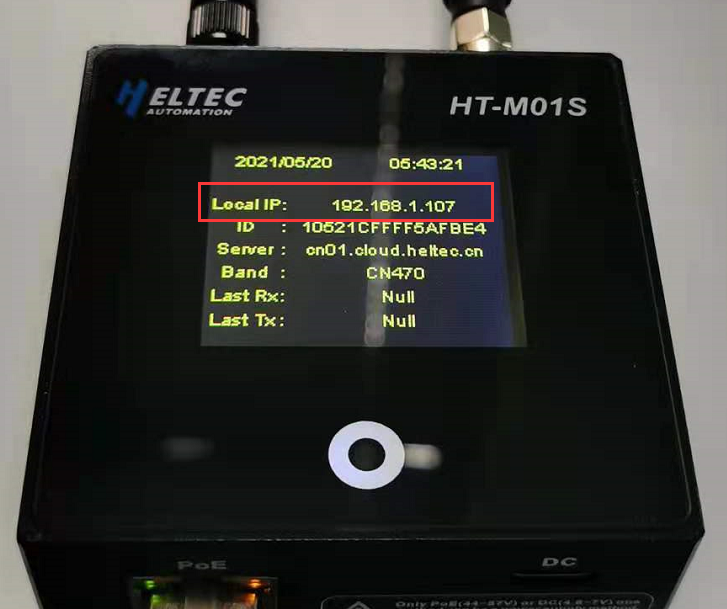 HELTEC
AUTOMATION
HT-M01S
2021/05/20 05:43:21
Local IP: 192.168.1.107
ID : 10521CFFFF5AFBE4
Server : cn01.cloud.heltec.cn
Band : CN470
Last Rx: Null
Last Tx: Null
PoE
DC
Only PoE(44~57V) or DC(4.8~7V) one